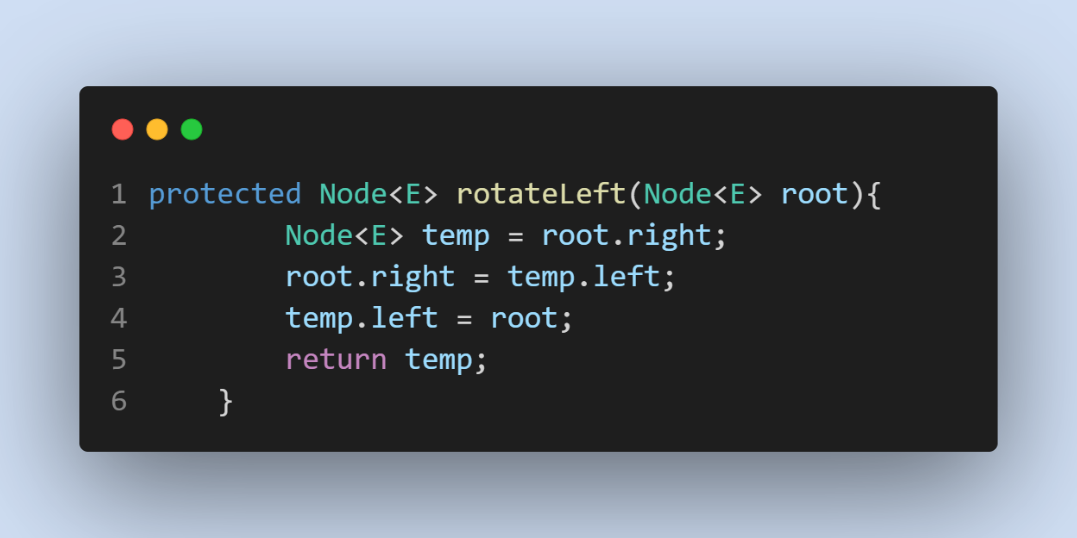 1 protected Node<E> rotateLeft(Node<E> root){
2         Node<E> temp = root.right;
3         root.right = temp.left;
4         temp.left = root;
5         return temp;
6     }